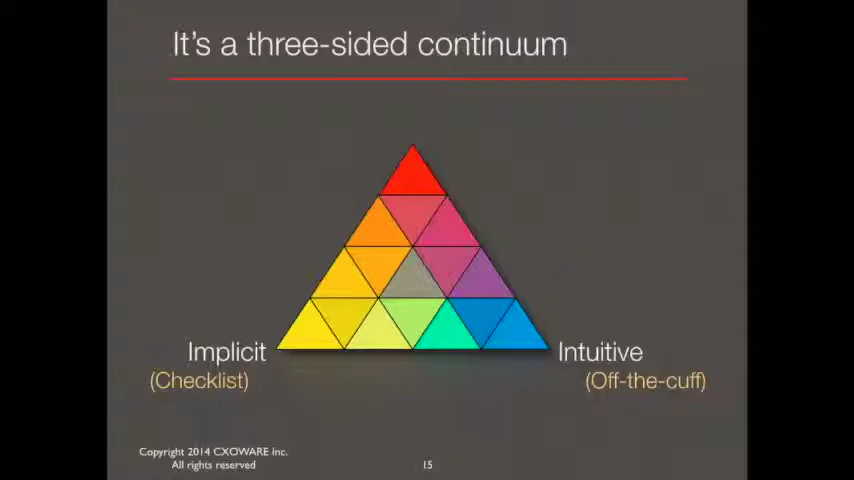 It's a three-sided continuum
Implicit
(Checklist)
Intuitive
(Off-the-cuff)
Copyright 2014 CXOWARE Inc.
All rights reserved
15